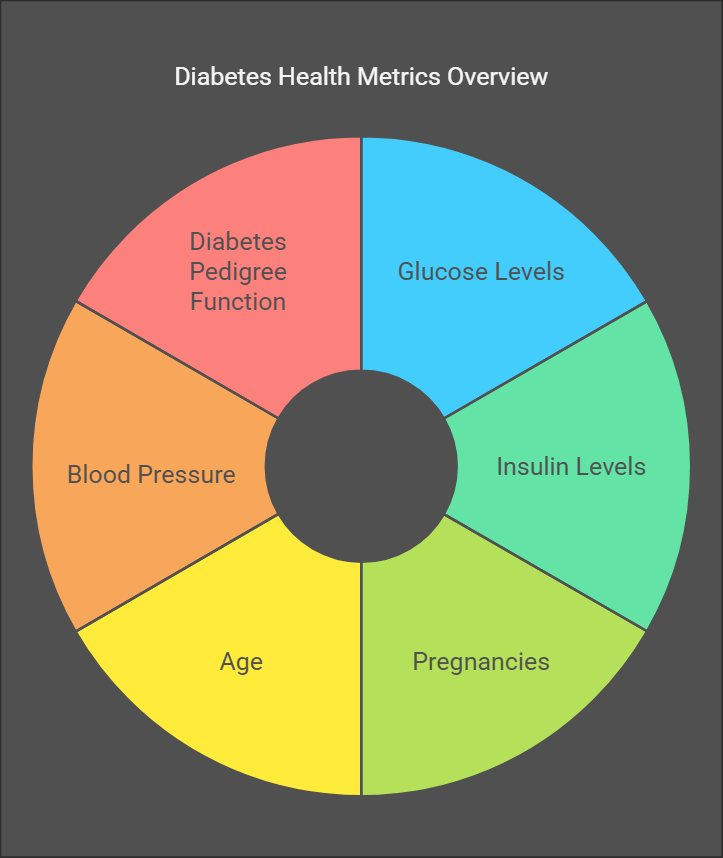 Diabetes Health Metrics Overview
Diabetes
Pedigree
Function
Glucose Levels
Blood Pressure
Insulin Levels
Age
Pregnancies